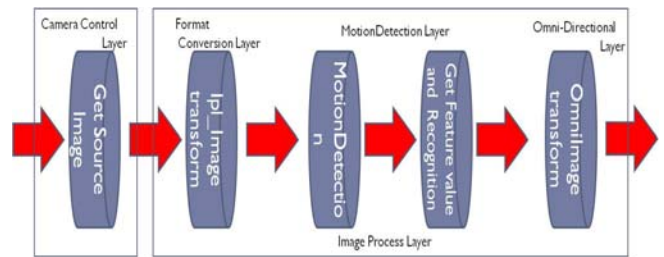 Camera Control
Layer
Format
Conversion Layer
MotionDetection Layer
Omni-Directional
Layer
Get Source
Image
Ipl_Image
transform
MotionDetectio
n
Get Feature value
and Recognition
OmniImage
transform
Image Process Layer